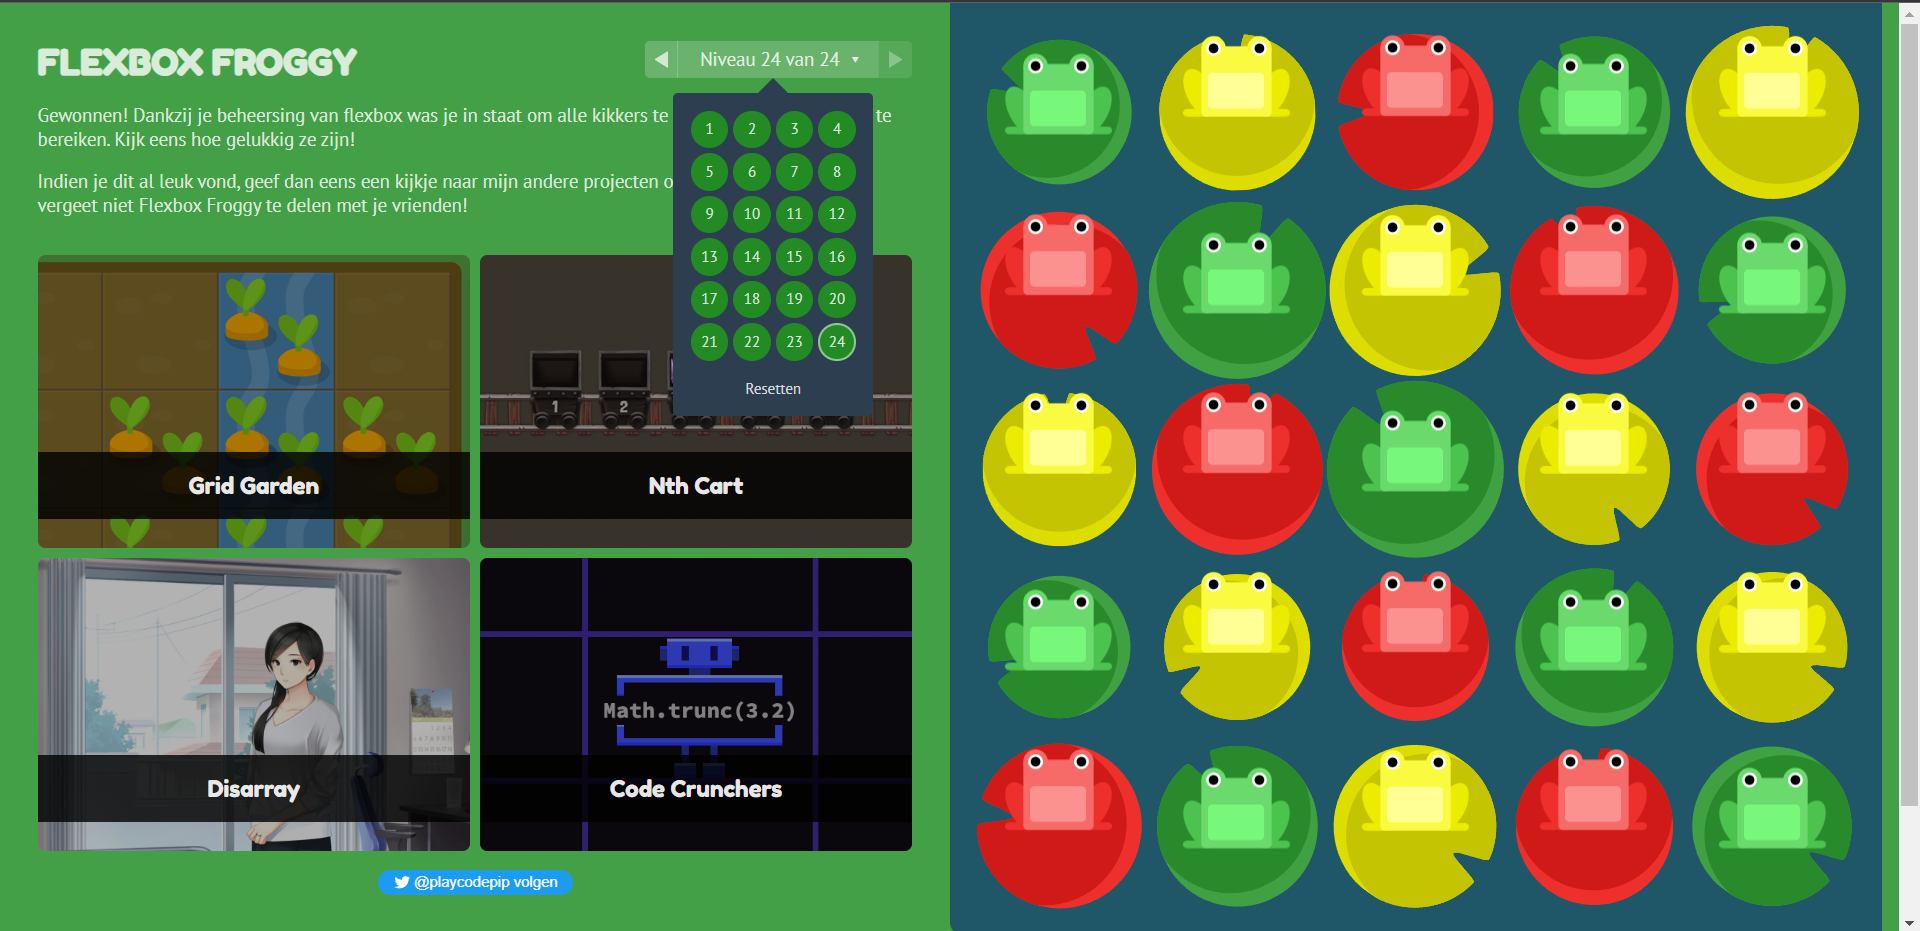 FLEXBOX FROGGY
Niveau 24 van 24
Gewonnen! Dankzij je beheersing van flexbox was je in staat om alle kikkers te
te
bereiken. Kijk eens hoe gelukkig ze zijn!
Indien je dit al leuk vond, geef dan eens een kijkje naar mijn andere projecten
vergeet niet Flexbox Froggy te delen met je vrienden!
1 2 3 4
5 6 7 8
9 10 11 12
13 14 15 16
17 18 19 20
21 22 23 24
Resetten
1 2
Grid Garden
Nth Cart
Math.trunc(3.2)
Disarray
Code Crunchers
@playcodepip volgen